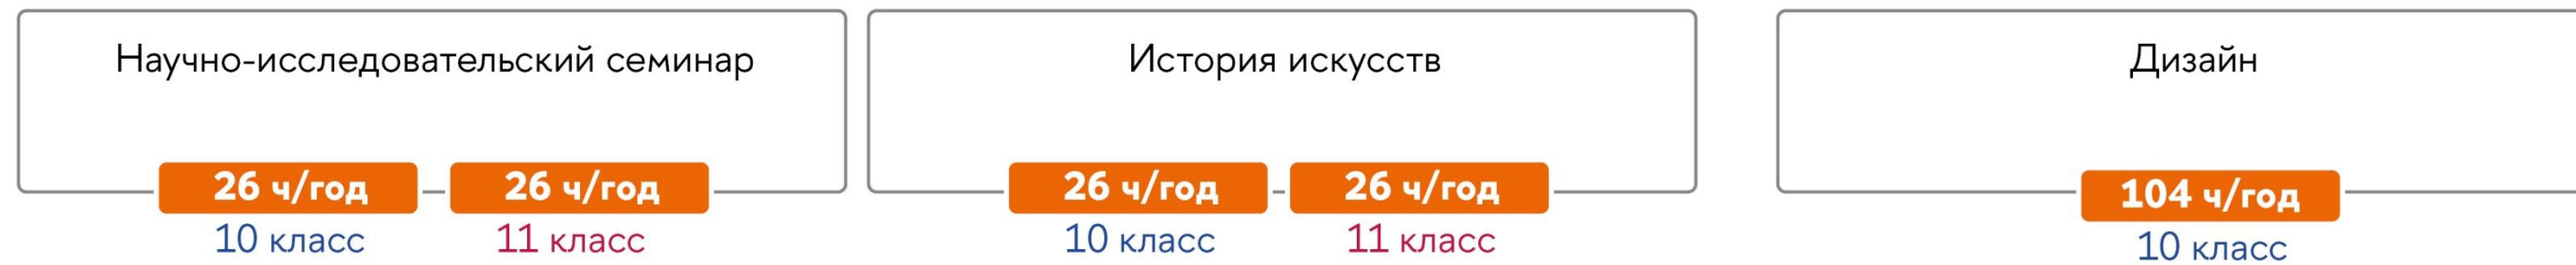 Научно-исследовательский семинар
26 ч/год 26 ч/год
10 класс 11 класс
История искусств
26 ч/год 26 ч/год
10 класс 11 класс
Дизайн
104 ч/год
10 класс